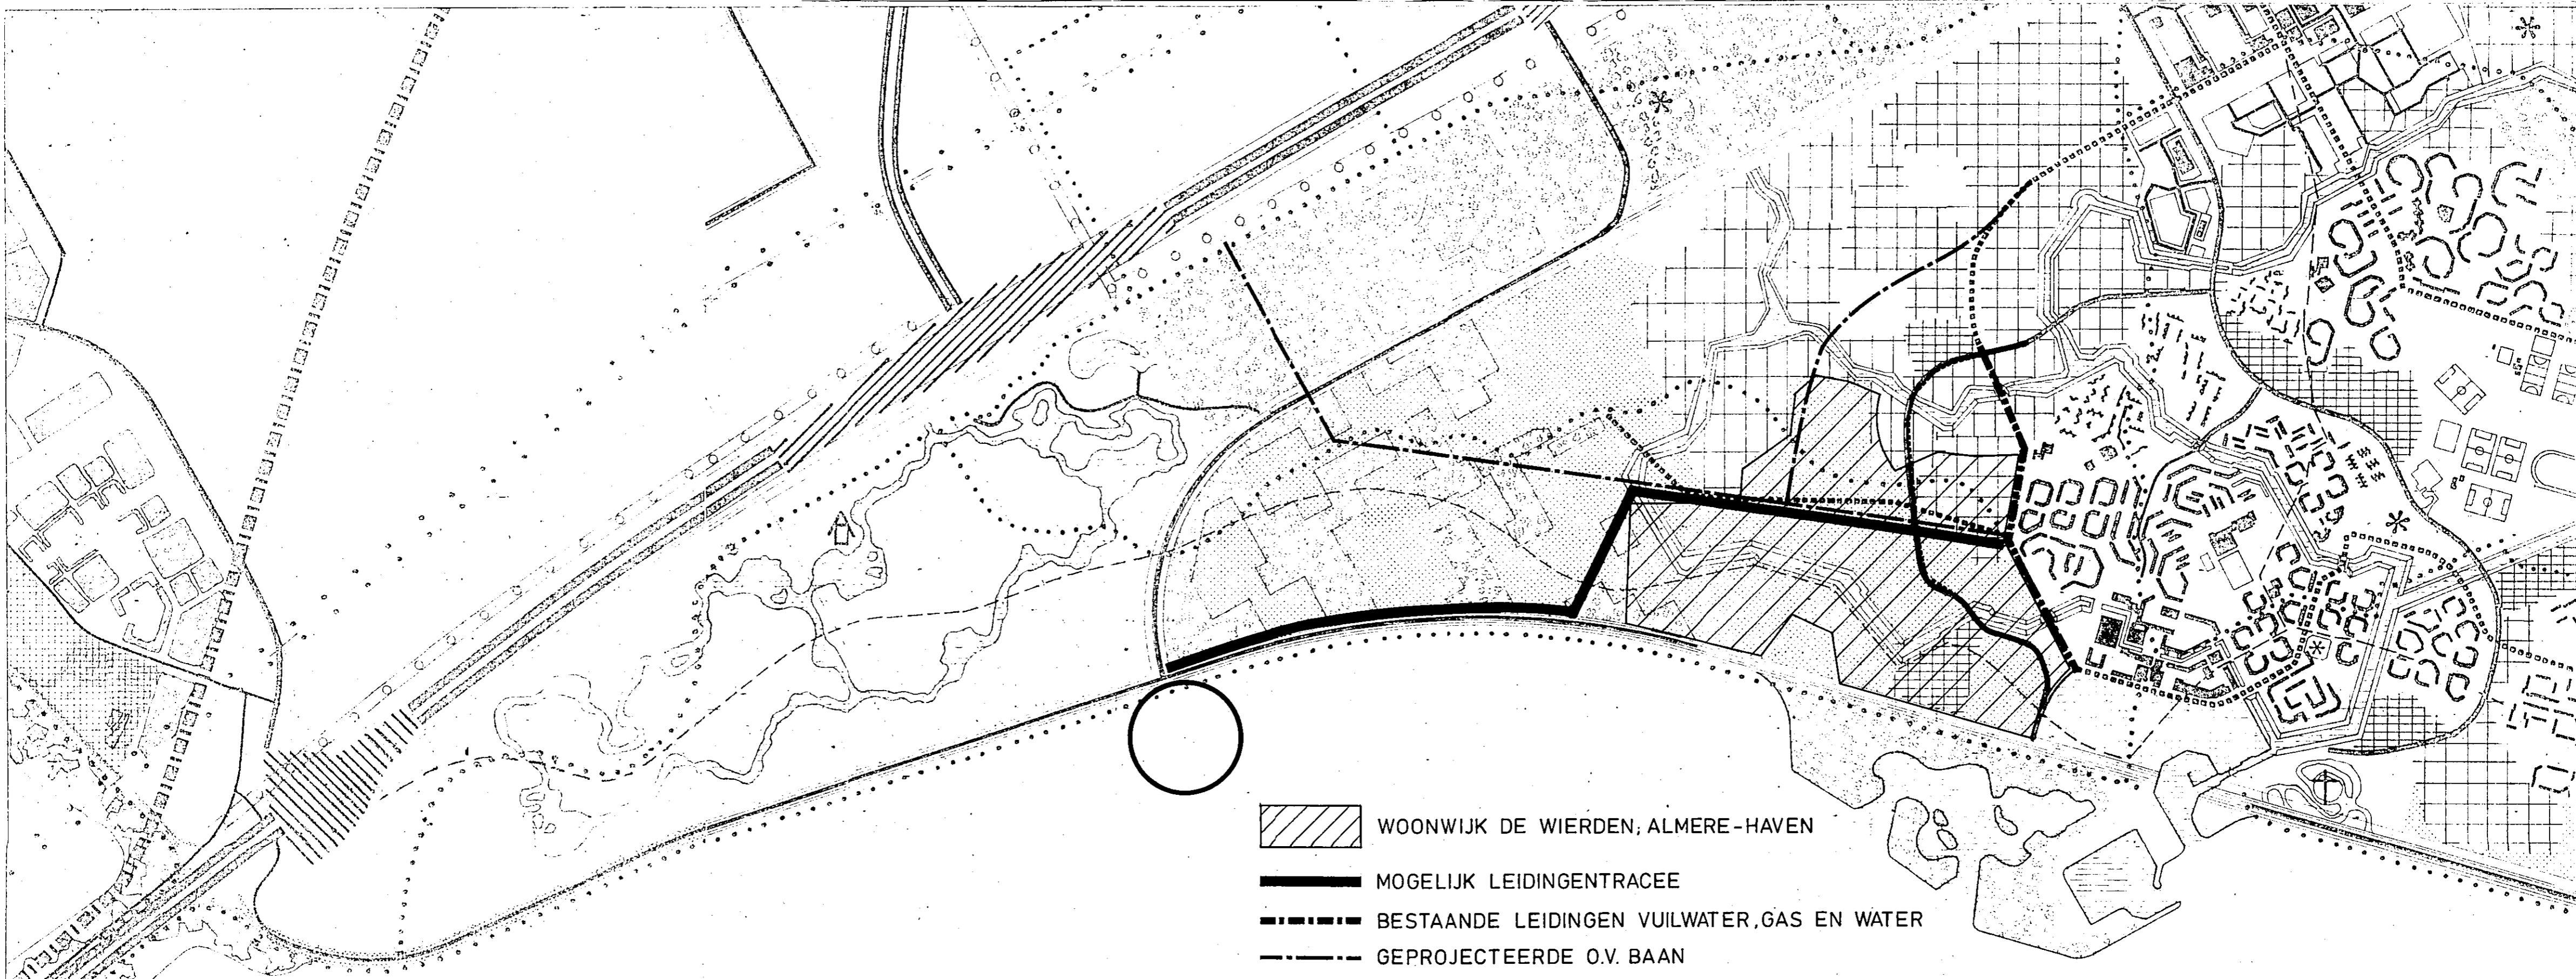 WOONWIJK DE WIERDEN; ALMERE-HAVEN
MOGELIJK LEIDINGENTRACEE
BESTAANDE LEIDINGEN VUILWATER, GAS EN WATER
GEPROJECTEERDE O.V. BAAN